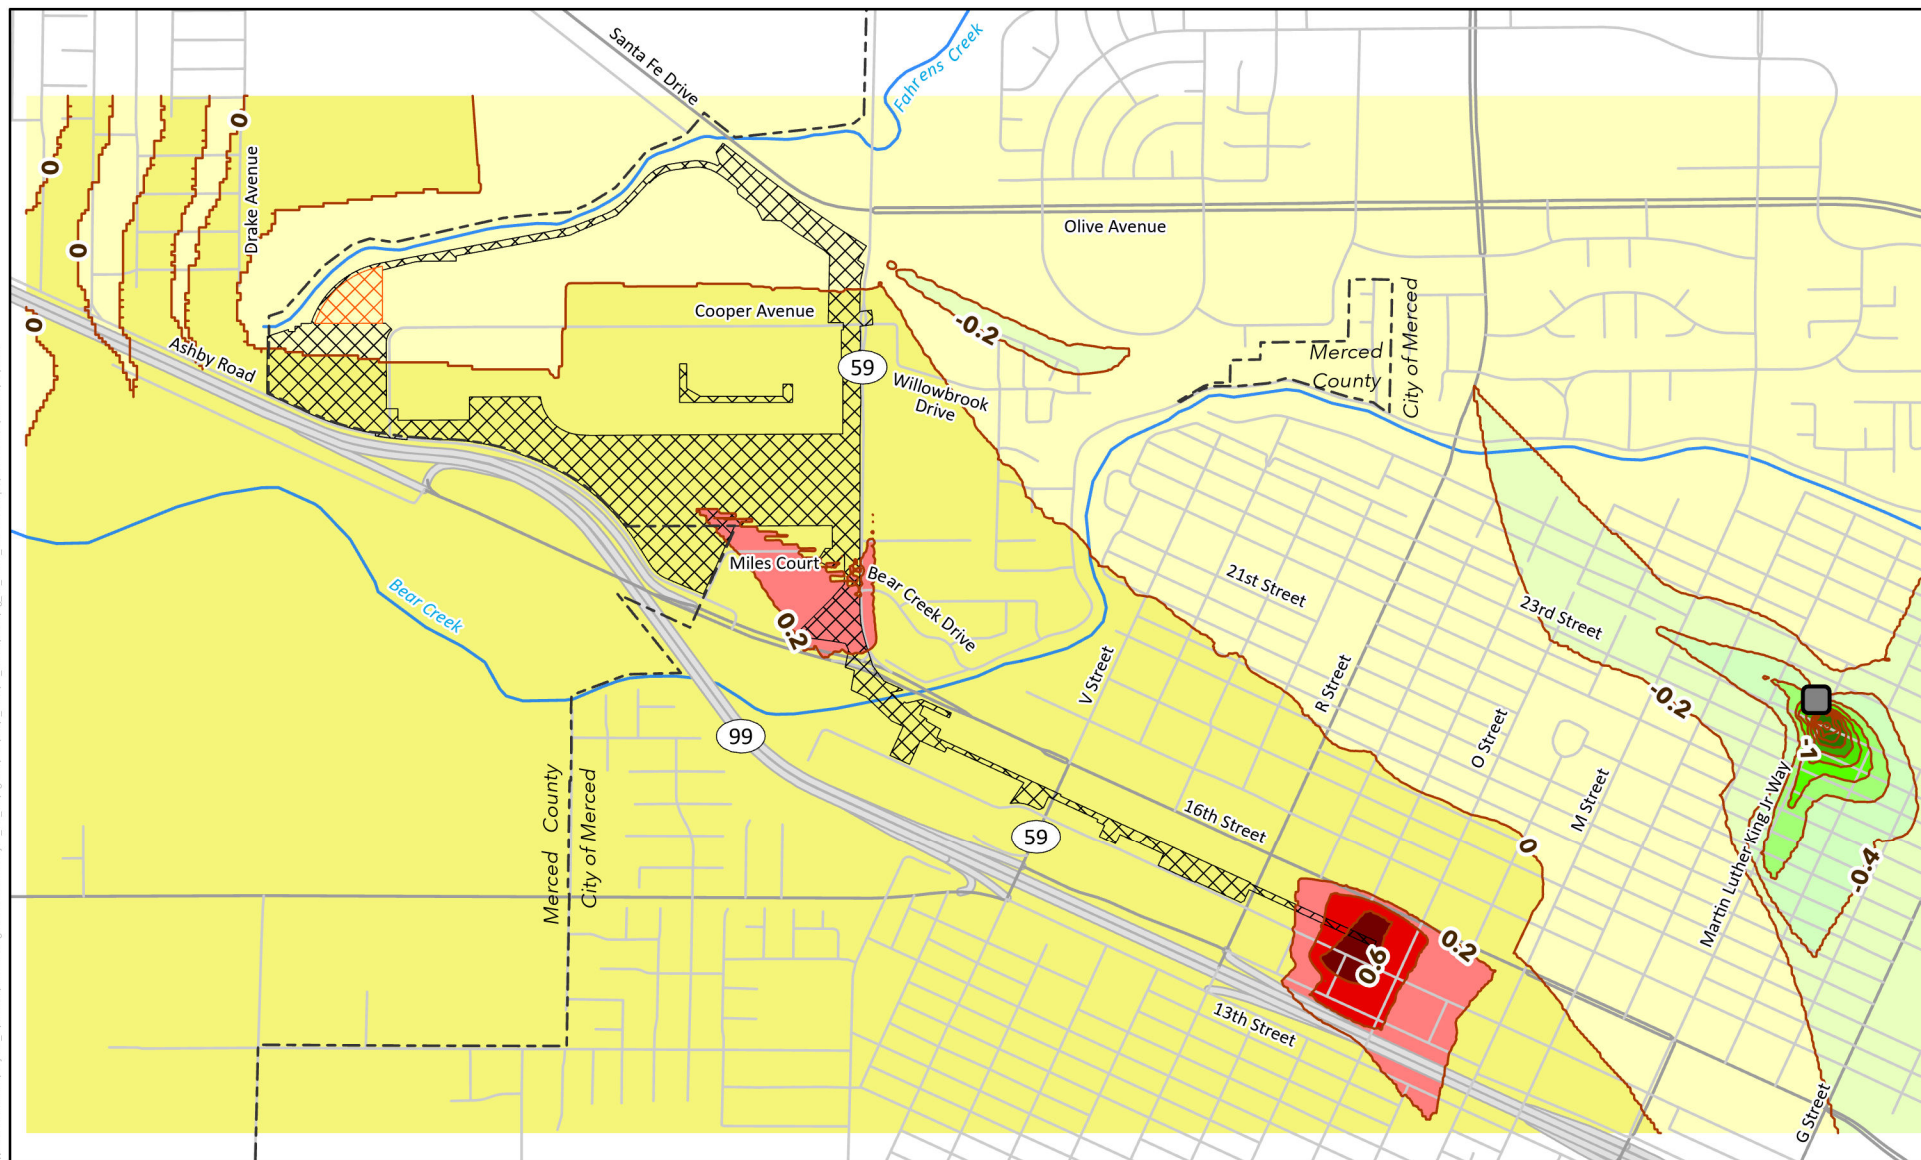 Santa Fe Drive
Fahrens Creek
0
0
Drake Avenue
0
0
Olive Avenue
Cooper Avenue
-0.2
Merced
County
City of Merced
Ashby Road
59
Willowbrook
Drive
Miles Court
Bear Creek Drive
21st Street
23rd Street
Bear Creek
0.2
V Street
R Street
-0.2
99
O Street
-1
Merced County
City of Merced
59
16th Street
M Street
0
Martin Luther King Jr Way
-0.4
0.2
0.6
13th Street
G Street